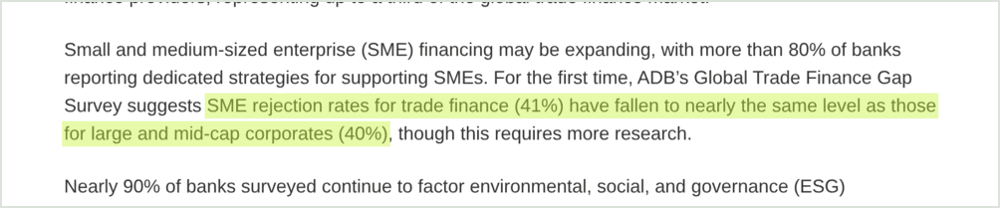 Small and medium-sized enterprise (SME) financing may be expanding, with more than 80% of banks
reporting dedicated strategies for supporting SMEs. For the first time, ADB’s Global Trade Finance Gap
Survey suggests SME rejection rates for trade finance (41%) have fallen to nearly the same level as those
for large and mid-cap corporates (40%), though this requires more research.
Nearly 90% of banks surveyed continue to factor environmental, social, and governance (ESG)